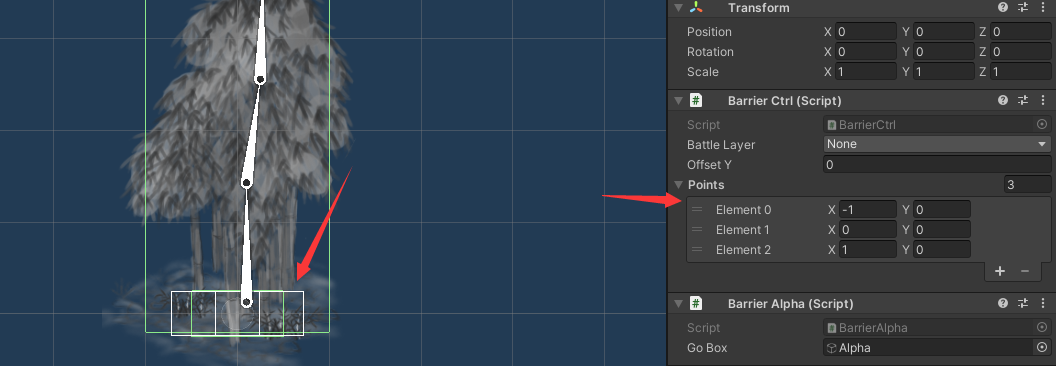 Transform
Position X 0 Y 0 Z 0
Rotation X 0 Y 0 Z 0
Scale X 1 Y 1 Z 1
Barrier Ctrl (Script)
Script BarrierCtrl
Battle Layer None
Offset Y 0
Points 3
Element 0 X -1 Y 0
Element 1 X 0 Y 0
Element 2 X 1 Y 0
+ −
Barrier Alpha (Script)
Script BarrierAlpha
Go Box Alpha